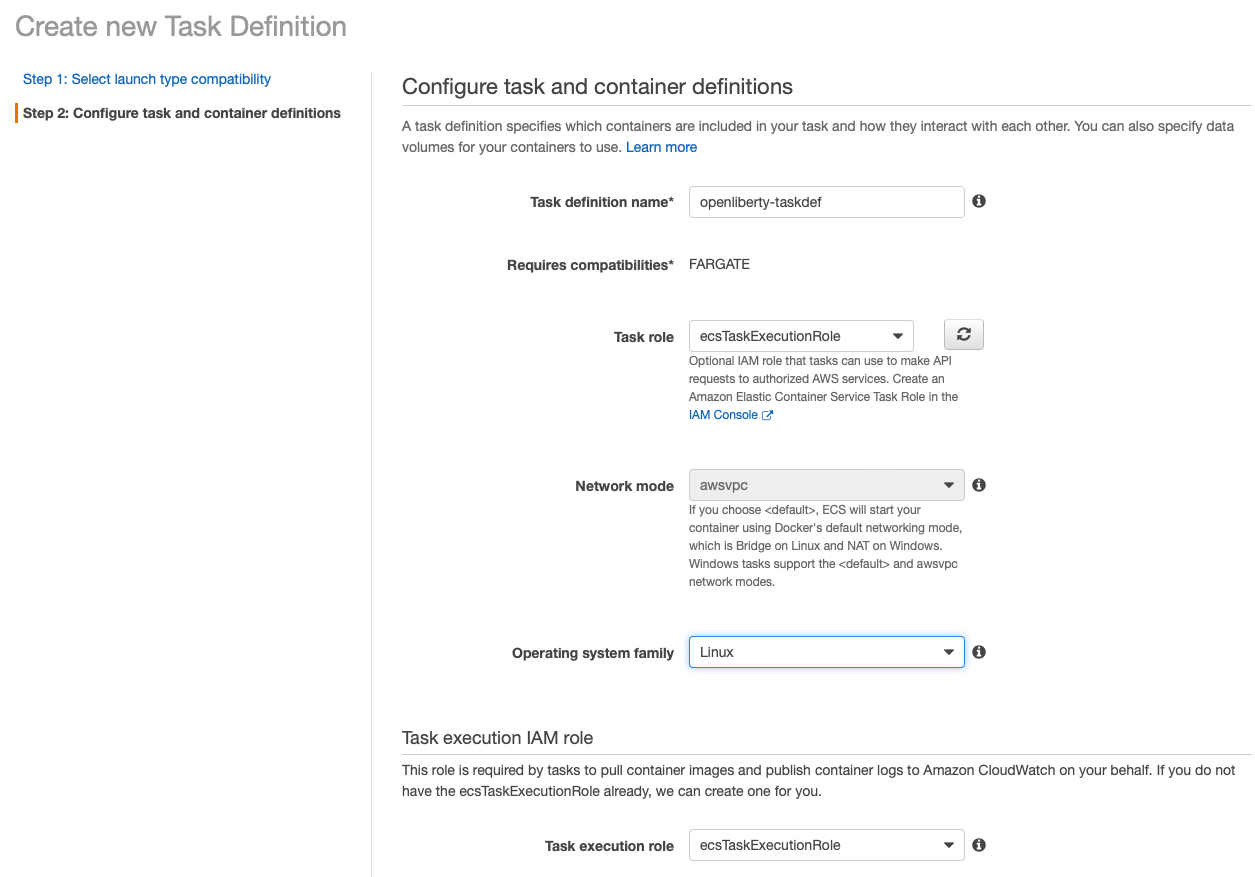 Create new Task Definition
Step 1: Select launch type compatibility
Step 2: Configure task and container definitions
Configure task and container definitions
A task definition specifies which containers are included in your task and how they interact with each other. You can also specify data
volumes for your containers to use. Learn more
Task definition name*
openliberty-taskdef
Requires compatibilities*
FARGATE
Task role
ecsTaskExecutionRole
Optional IAM role that tasks can use to make API
requests to authorized AWS services. Create an
Amazon Elastic Container Service Task Role in the
IAM Console
Network mode
awsvpc
If you choose <default>, ECS will start your
container using Docker's default networking mode,
which is Bridge on Linux and NAT on Windows.
Windows tasks support the <default> and awsvpc
network modes.
Operating system family
Linux
Task execution IAM role
This role is required by tasks to pull container images and publish container logs to Amazon CloudWatch on your behalf. If you do not
have the ecsTaskExecutionRole already, we can create one for you.
Task execution role
ecsTaskExecutionRole